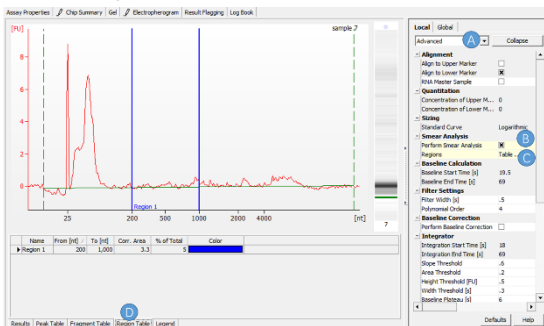 Assay Properties Chip Summary Gel Electropherogram Result Flagging Log Book
[FU]
sample 7
8
6
4
2
0
Region 1
25 200 500 1000 2000 4000 [nt]
7
Name From [nt] To [nt] Corr. Area % of Total Color
Region 1 200 1,000 3.3 5
D
Results Peak Table Fragment Table Region Table Legend
Local Global
Advanced A Collapse
Alignment
Align to Upper Marker
Align to Lower Marker
RNA Master Sample
Quantitation
Concentration of Upper M... 0
Concentration of Lower M... 0
Sizing
Standard Curve Logarithmic
Smear Analysis B
Perform Smear Analysis
Regions Table... C
Baseline Calculation
Baseline Start Time [s] 19.5
Baseline End Time [s] 69
Filter Settings
Filter Width [s] .5
Polynomial Order 4
Baseline Correction
Perform Baseline Correction
Integrator
Integration Start Time [s] 18
Integration End Time [s] 69
Slope Threshold .6
Area Threshold .2
Height Threshold [FU] .5
Width Threshold [s] .3
Baseline Plateau [s] 6
Defaults Help